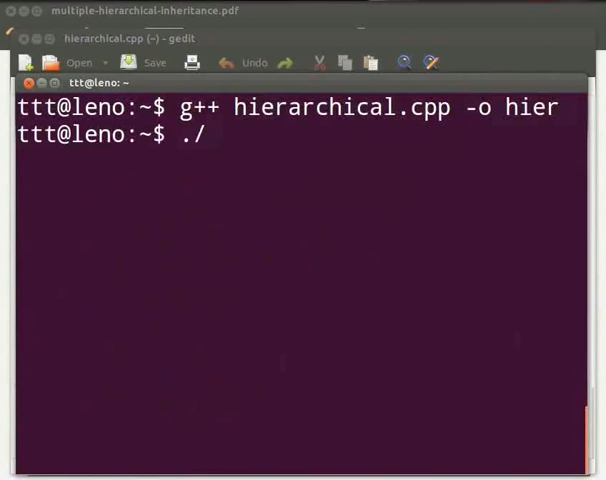 multiple-hierarchical-inheritance.pdf
hierarchical.cpp (~) - gedit
Open Save Undo
ttt@leno: ~
ttt@leno:~$ g++ hierarchical.cpp -o hier
ttt@leno:~$ ./